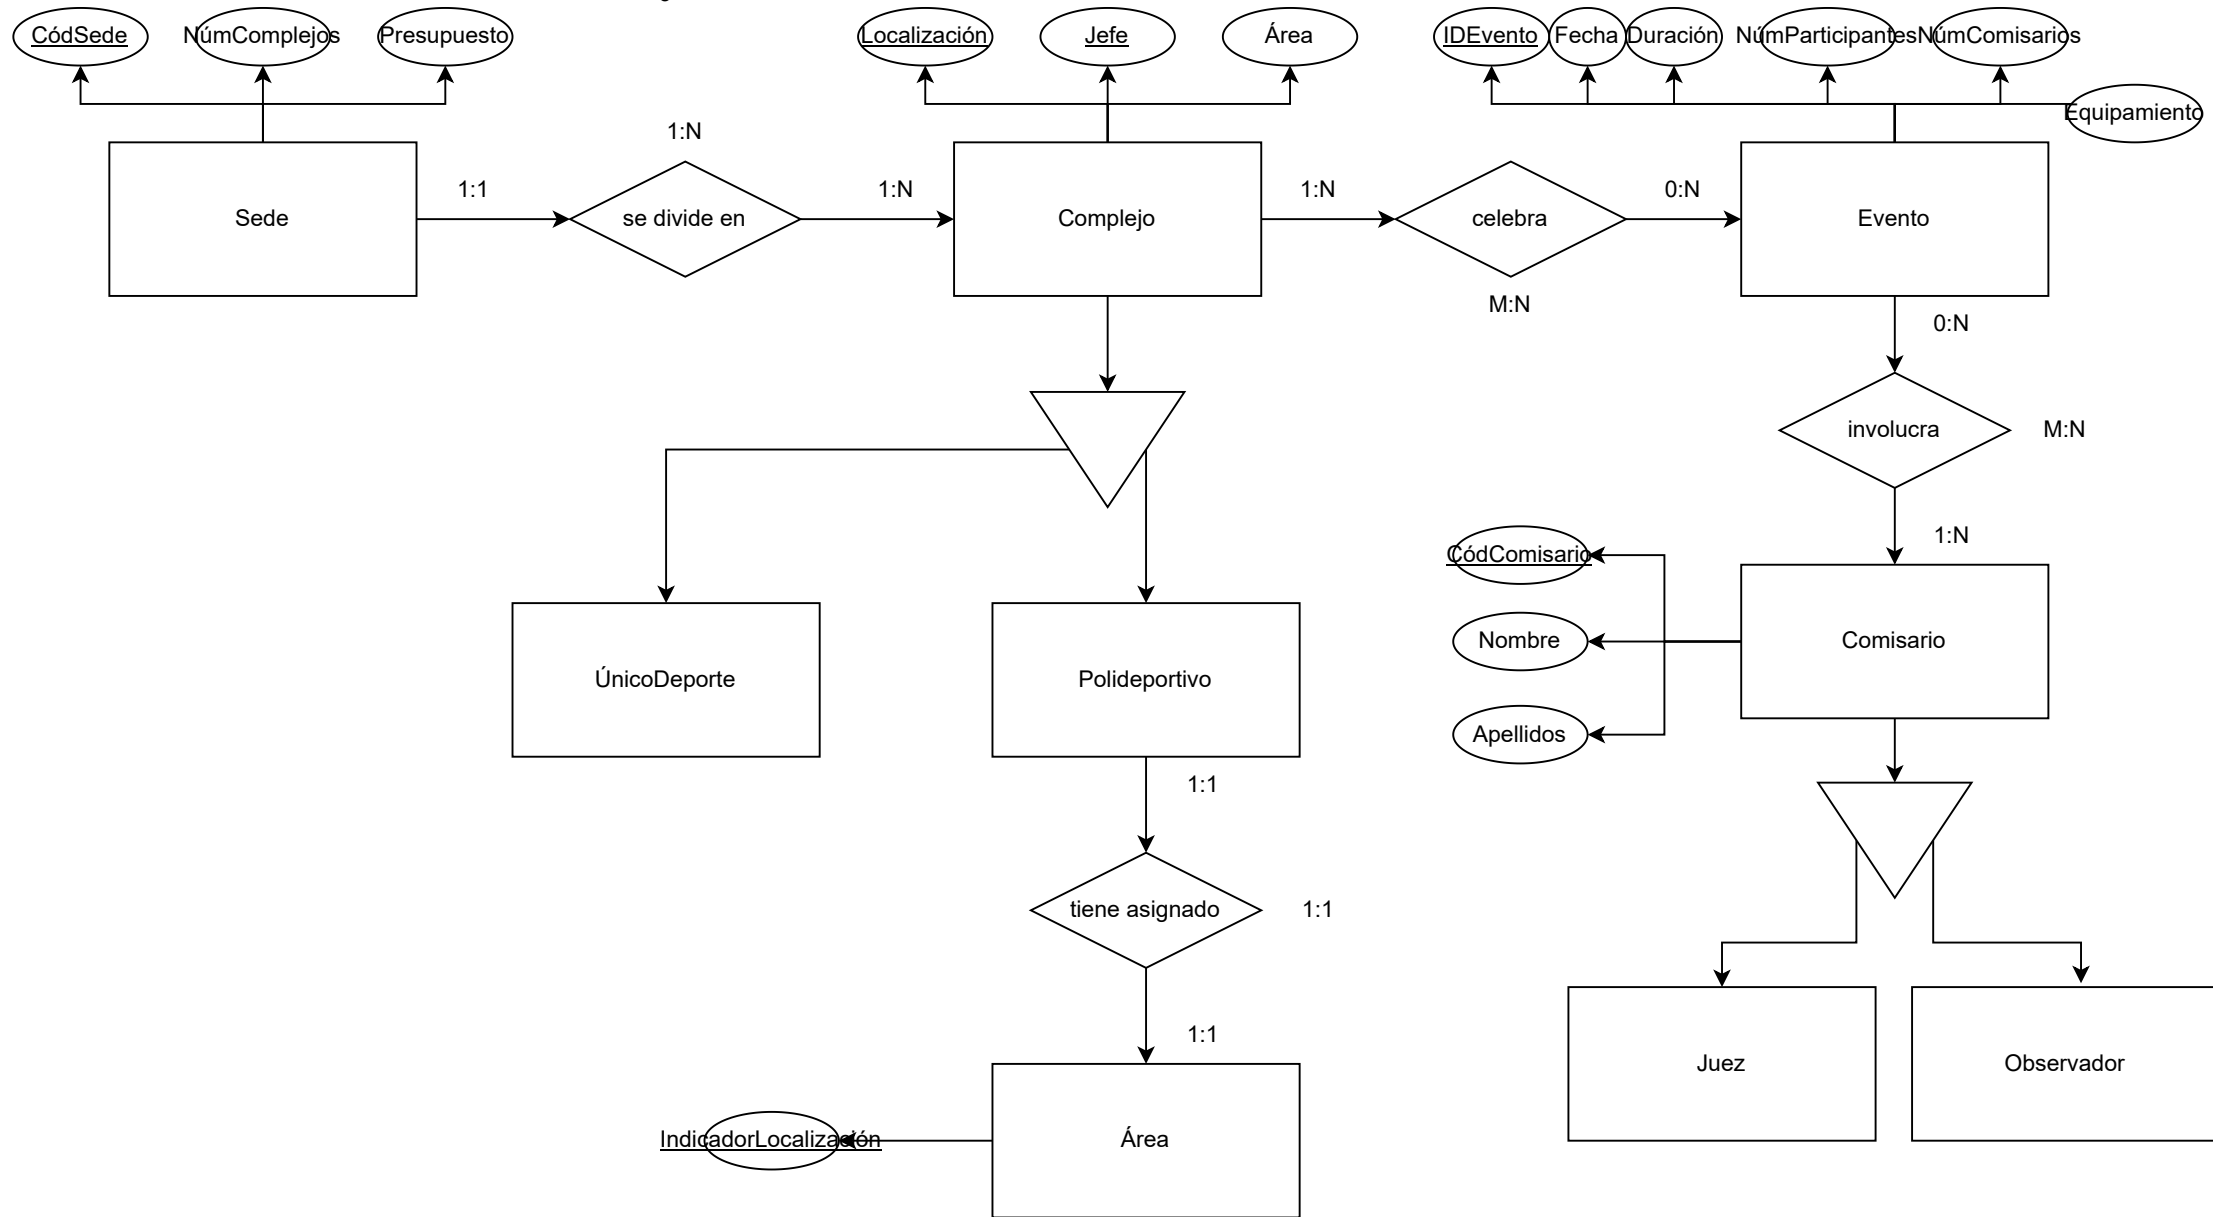 CódSede
NúmComplejos
Presupuesto
Localización
Jefe
Área
IDEvento
Fecha
Duración
NúmParticipantes
NúmComisarios
Equipamiento
1:N
Sede
1:1
se divide en
1:N
Complejo
1:N
celebra
0:N
Evento
M:N
0:N
involucra
M:N
1:N
CódComisario
Nombre
Apellidos
Comisario
ÚnicoDeporte
Polideportivo
1:1
tiene asignado
1:1
1:1
Juez
Observador
IndicadorLocalización
Área